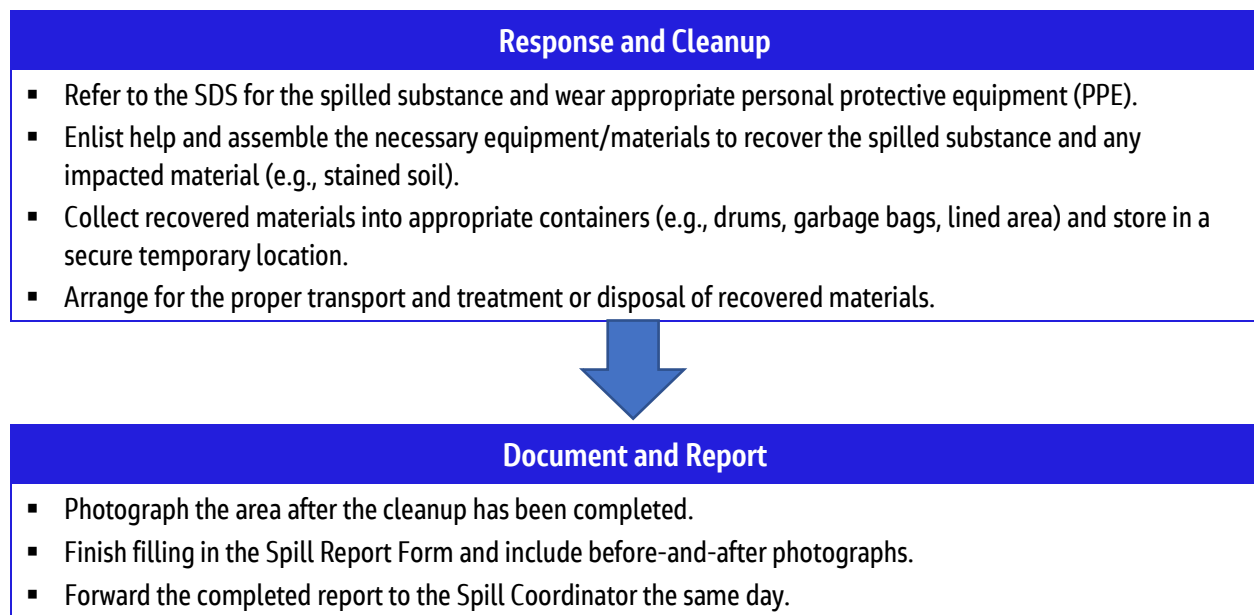 Response and Cleanup
▪ Refer to the SDS for the spilled substance and wear appropriate personal protective equipment (PPE).
▪ Enlist help and assemble the necessary equipment/materials to recover the spilled substance and any
impacted material (e.g., stained soil).
▪ Collect recovered materials into appropriate containers (e.g., drums, garbage bags, lined area) and store in a
secure temporary location.
▪ Arrange for the proper transport and treatment or disposal of recovered materials.
Document and Report
▪ Photograph the area after the cleanup has been completed.
▪ Finish filling in the Spill Report Form and include before-and-after photographs.
▪ Forward the completed report to the Spill Coordinator the same day.